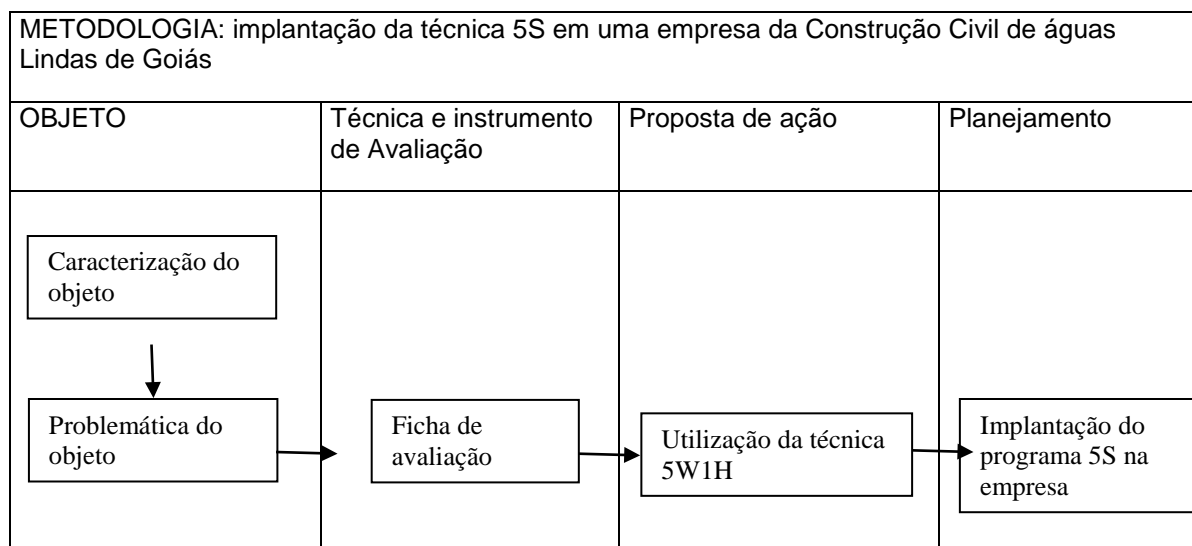 METODOLOGIA: implantação da técnica 5S em uma empresa da Construção Civil de águas
Lindas de Goiás
OBJETO
Técnica e instrumento
de Avaliação
Proposta de ação
Planejamento
Caracterização do
objeto
Problemática do
objeto
Ficha de
avaliação
Utilização da técnica
5W1H
Implantação do
programa 5S na
empresa